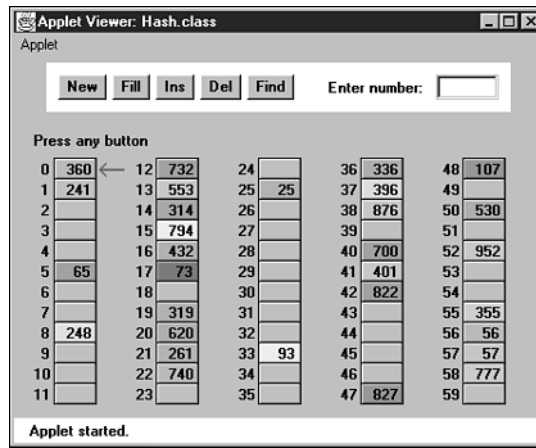 Applet Viewer: Hash.class
Applet
New Fill Ins Del Find Enter number:
Press any button
0 360 12 732 24 36 336 48 107
1 241 13 553 25 25 37 396 49
2 14 314 26 38 876 50 530
3 15 794 27 39 51
4 16 432 28 40 700 52 952
5 65 17 73 29 41 401 53
6 18 30 42 822 54
7 19 319 31 43 55 355
8 248 20 620 32 44 56 56
9 21 261 33 93 45 57 57
10 22 740 34 46 58 777
11 23 35 47 827 59
Applet started.